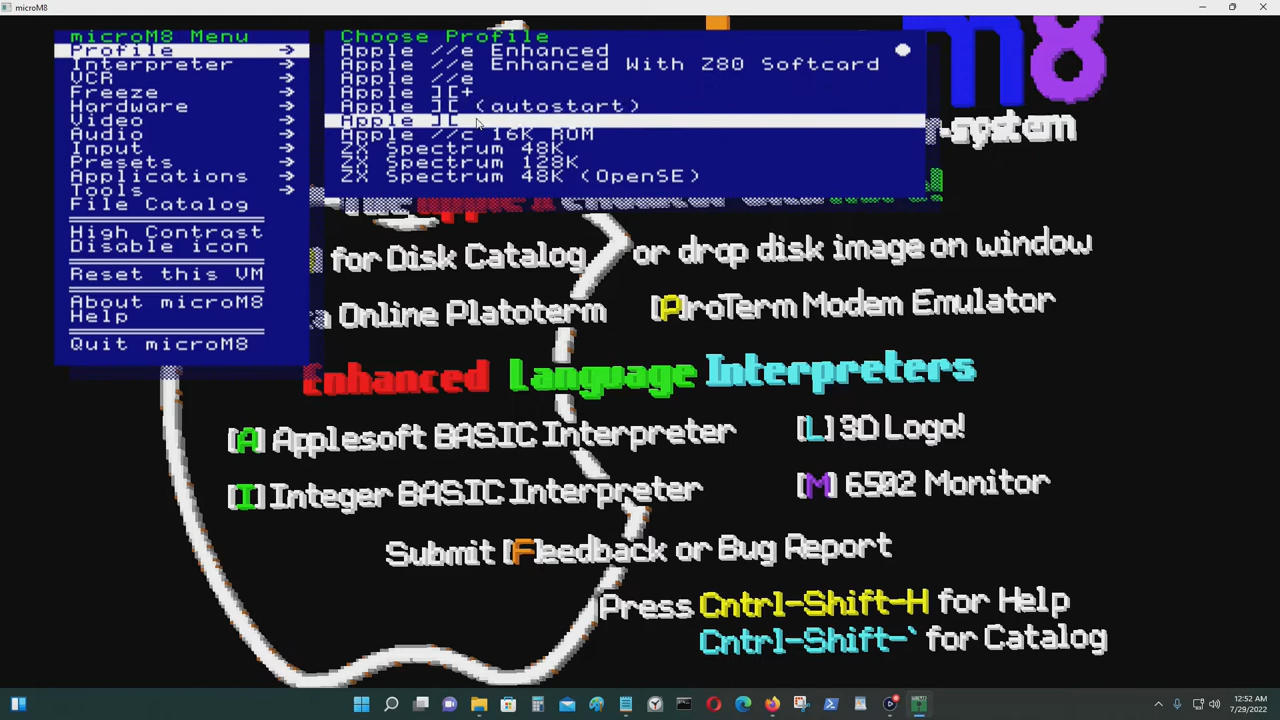 microM8
microM8 Menu
Profile
Interpreter
VCR
Freeze
Hardware
Video
Audio
Input
Presets
Applications
Tools
File Catalog
High Contrast
Disable icon
Reset this VM
About microM8
Help
Quit microM8
Choose Profile
Apple //e Enhanced
Apple //e Enhanced With Z80 Softcard
Apple //e
Apple ][+
Apple ][ (autostart)
Apple ][
Apple //c 16K ROM
ZX Spectrum 48K
ZX Spectrum 128K
ZX Spectrum 48K (OpenSE)
M8
-system
for Disk Catalog or drop disk image on window
Online Platoterm [P]roTerm Modem Emulator
Enhanced Language Interpreters
[A] Applesoft BASIC Interpreter [L] 3D Logo!
[I] Integer BASIC Interpreter [M] 6502 Monitor
Submit [F]eedback or Bug Report
Press Cntrl-Shift-H for Help
Cntrl-Shift-` for Catalog
12:52 AM
7/29/2022